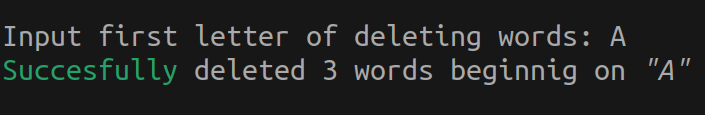 Input first letter of deleting words: A
Succesfully deleted 3 words beginnig on "A"